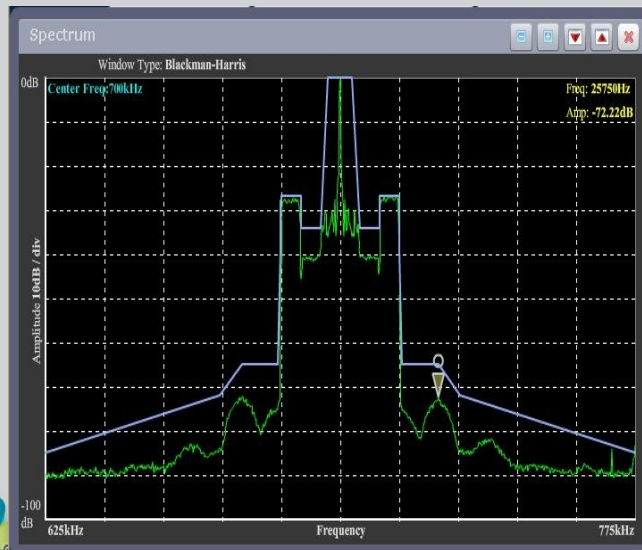 Spectrum
Window Type: Blackman-Harris
0dB
Center Freq:700kHz
Freq: 25750Hz
Amp: -72.22dB
Amplitude 10dB / div
-100
dB
625kHz
Frequency
775kHz